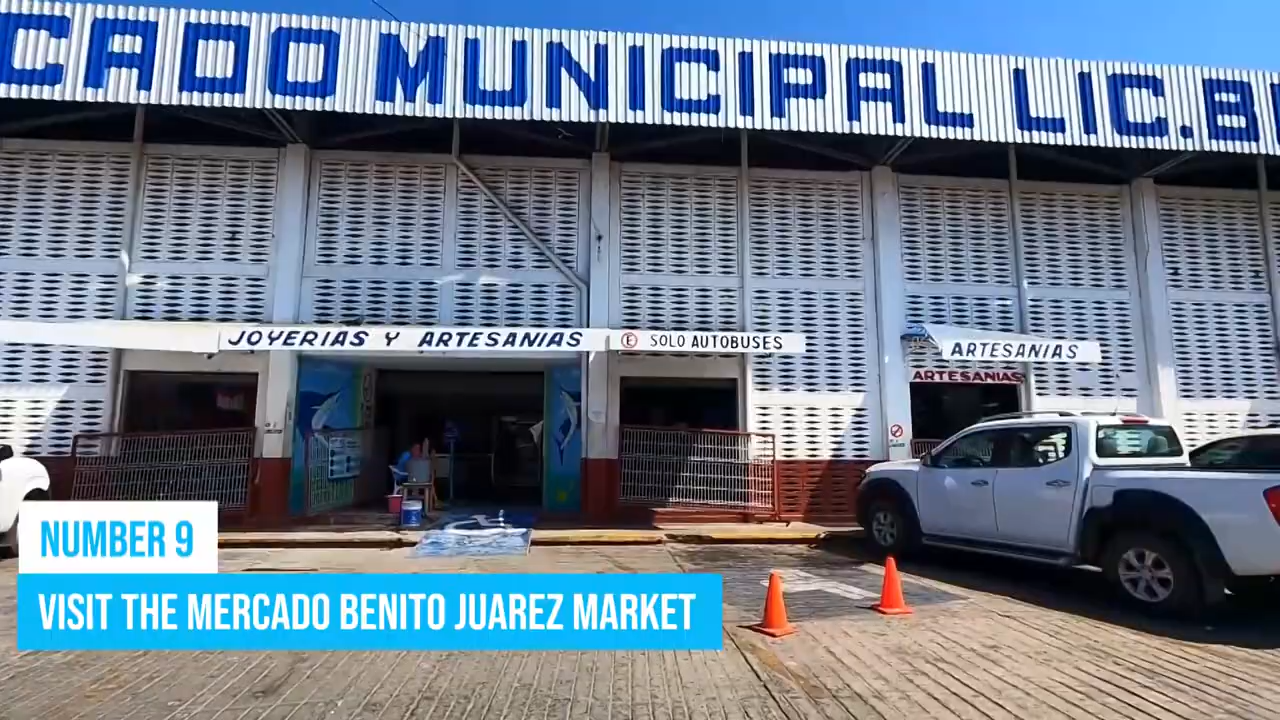 CADO MUNICIPAL LIC. B
JOYERIAS Y ARTESANIAS
E SOLO AUTOBUSES
ARTESANIAS
ARTESANIAS
NUMBER 9
VISIT THE MERCADO BENITO JUAREZ MARKET